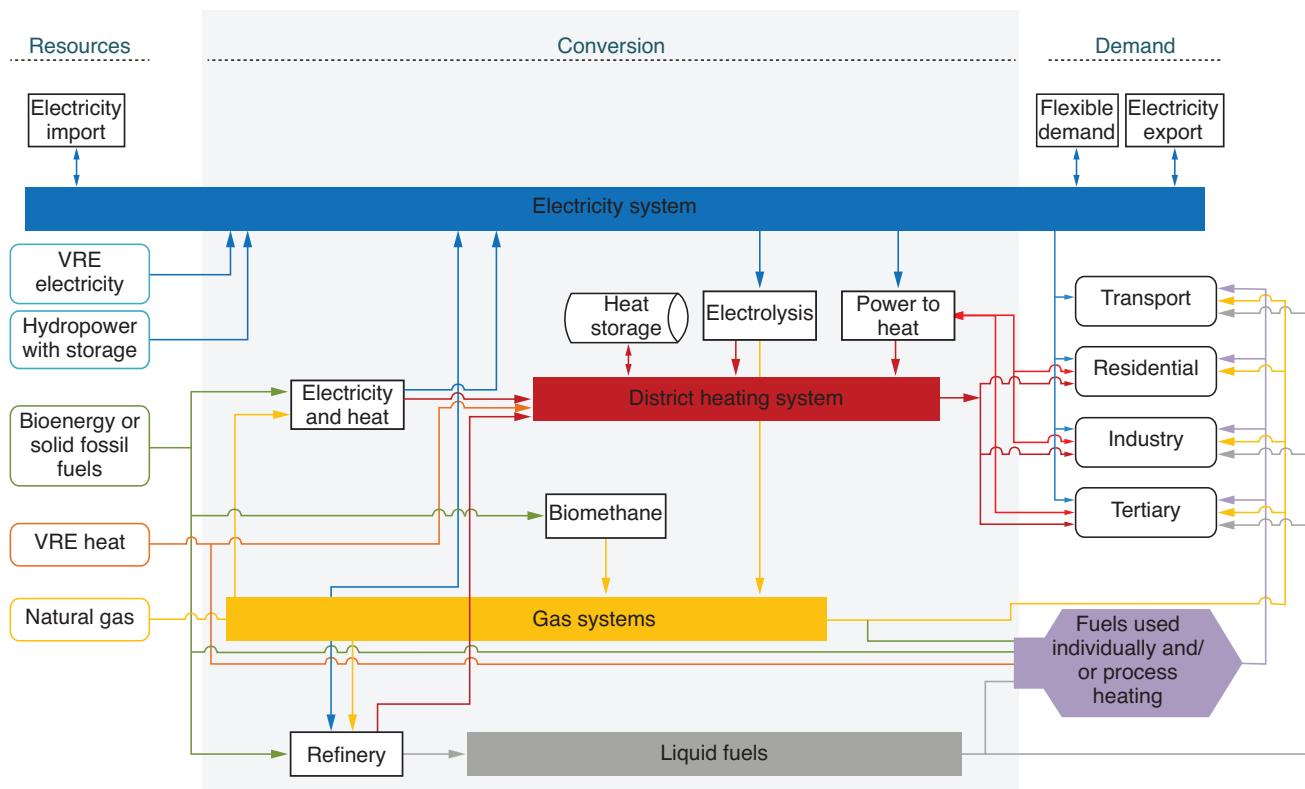 Resources
Conversion
Demand
Electricity
import
Flexible
demand
Electricity
export
Electricity system
VRE
electricity
Hydropower
with storage
Heat
storage
Electrolysis
Power to
heat
Transport
Residential
Electricity
and heat
District heating system
Bioenergy or
solid fossil
fuels
Industry
Biomethane
Tertiary
VRE heat
Natural gas
Gas systems
Fuels used
individually and/
or process
heating
Refinery
Liquid fuels